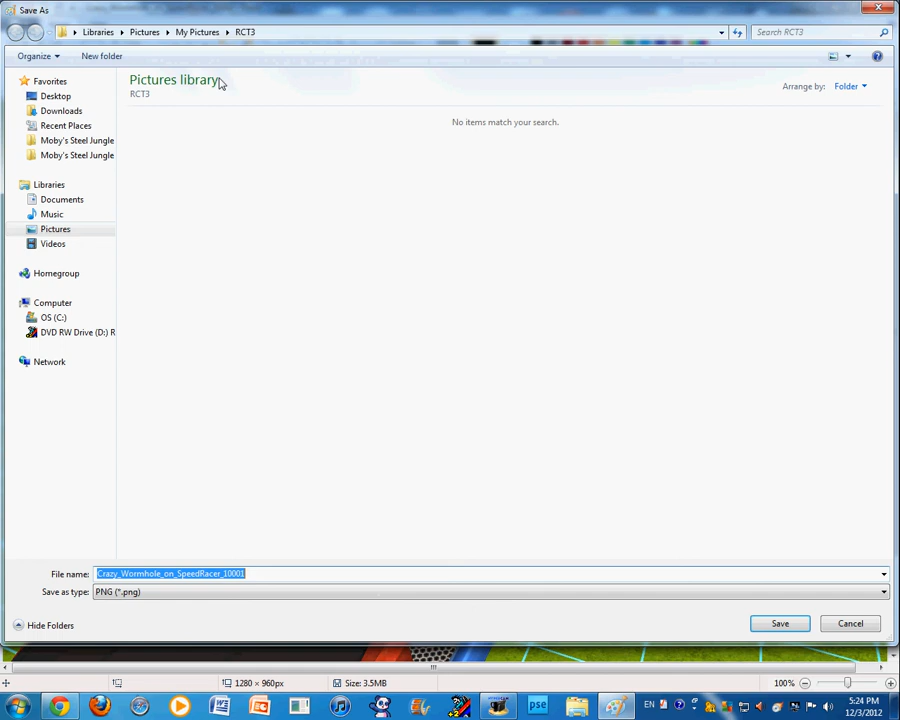 Save As
Libraries Pictures My Pictures RCT3 Search RCT3
Organize New folder
Pictures library
RCT3
Arrange by: Folder
No items match your search.
Favorites
Desktop
Downloads
Recent Places
Moby's Steel Jungle
Moby's Steel Jungle
Libraries
Documents
Music
Pictures
Videos
Homegroup
Computer
OS (C:)
DVD RW Drive (D:) R
Network
File name: Crazy_Wormhole_on_SpeedRacer_10001
Save as type: PNG (*.png)
Hide Folders Save Cancel
1280 × 960px Size: 3.5MB 100%
W P pse EN 5:24 PM
12/3/2012